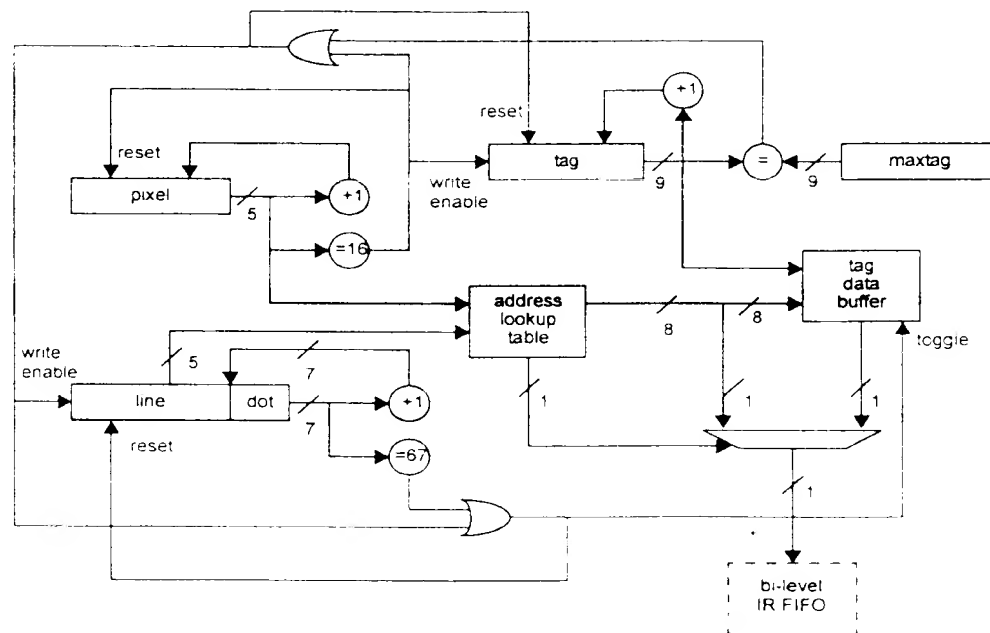 reset
+1
reset
tag
=
maxtag
9
9
write
enable
pixel
5
+1
=16
address
lookup
table
tag
data
buffer
8
8
toggle
write
enable
5
7
line
dot
7
+1
1
1
1
reset
=67
1
bi-level
IR FIFO